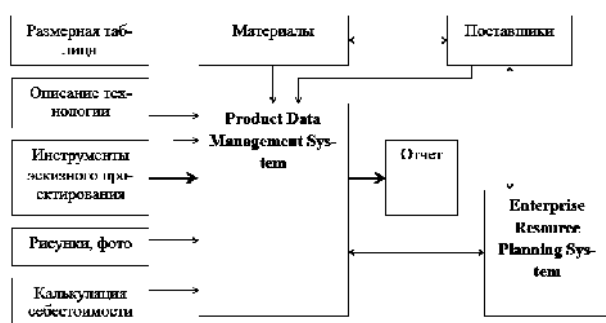 Размерная таб-
лица
Материалы
Поставщики
Описание тех-
нологии
Product Data
Management Sys-
tem
Инструменты
эскизного про-
ектирования
Отчет
Рисунки, фото
Enterprise
Resource
Planning Sys-
tem
Калькуляция
себестоимости